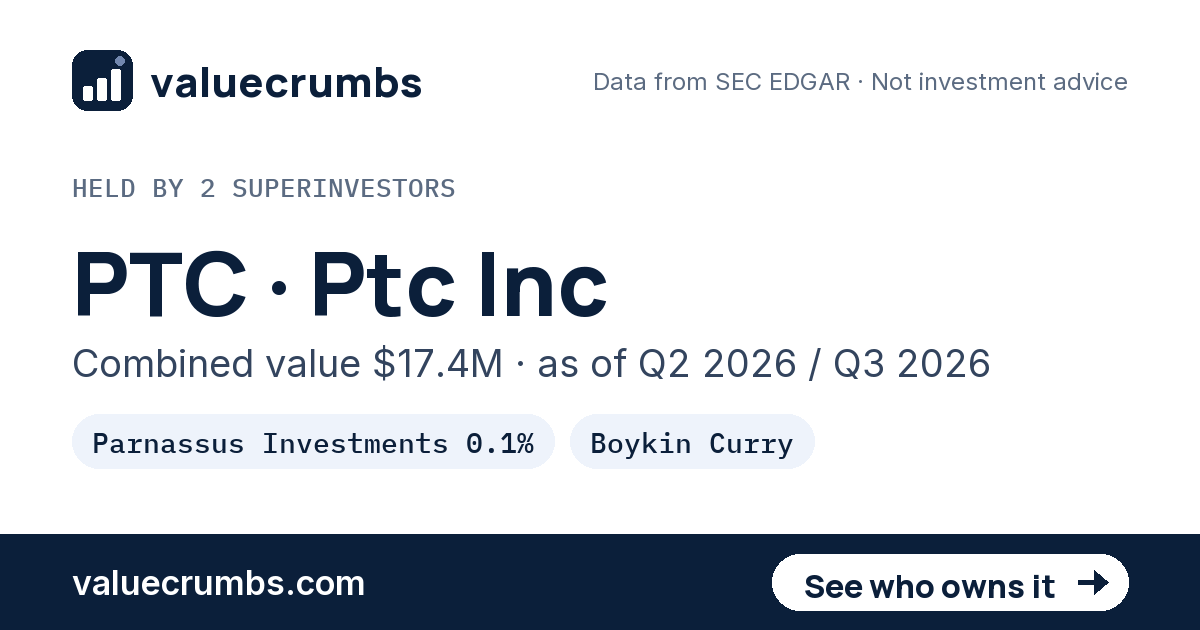 valuecrumbs
Data from SEC EDGAR · Not investment advice
HELD BY 2 SUPERINVESTORS
PTC · Ptc Inc
Combined value $17.4M · as of Q2 2026 / Q3 2026
Parnassus Investments 0.1%
Boykin Curry
valuecrumbs.com
See who owns it →